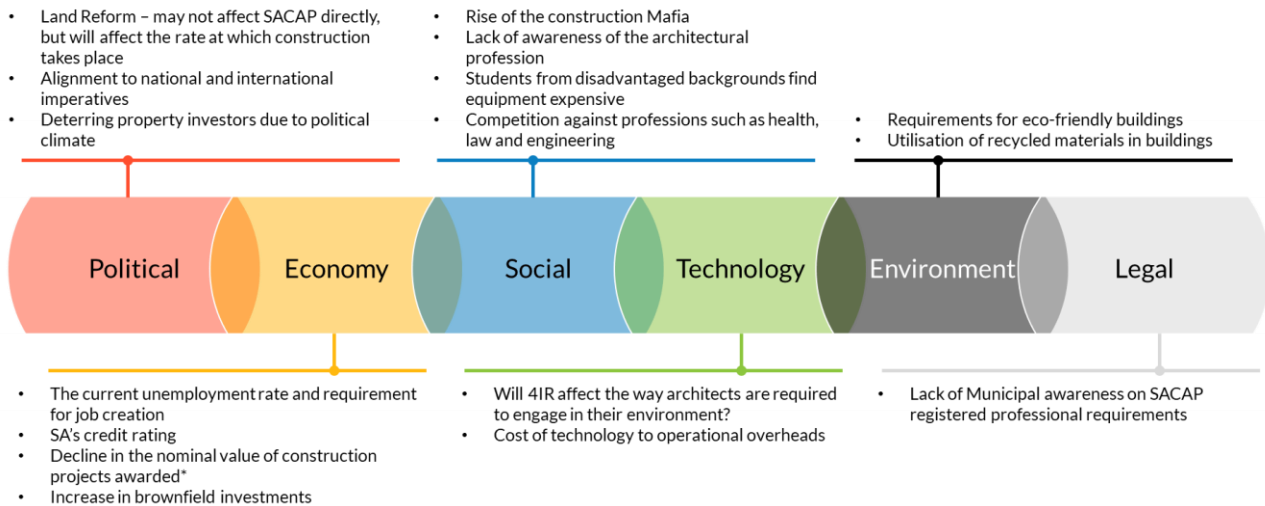 • Land Reform – may not affect SACAP directly,
but will affect the rate at which construction
takes place
• Alignment to national and international
imperatives
• Deterring property investors due to political
climate
• Rise of the construction Mafia
• Lack of awareness of the architectural
profession
• Students from disadvantaged backgrounds find
equipment expensive
• Competition against professions such as health,
law and engineering
• Requirements for eco-friendly buildings
• Utilisation of recycled materials in buildings
Political
Economy
Social
Technology
Environment
Legal
• The current unemployment rate and requirement
for job creation
• SA's credit rating
• Decline in the nominal value of construction
projects awarded*
• Increase in brownfield investments
• Will 4IR affect the way architects are required
to engage in their environment?
• Cost of technology to operational overheads
• Lack of Municipal awareness on SACAP
registered professional requirements